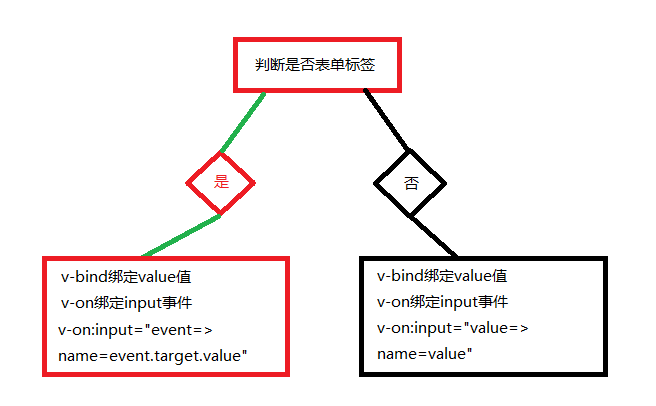 判断是否表单标签
是
否
v-bind绑定value值
v-on绑定input事件
v-on:input="event=>
name=event.target.value"
v-bind绑定value值
v-on绑定input事件
v-on:input="value=>
name=value"